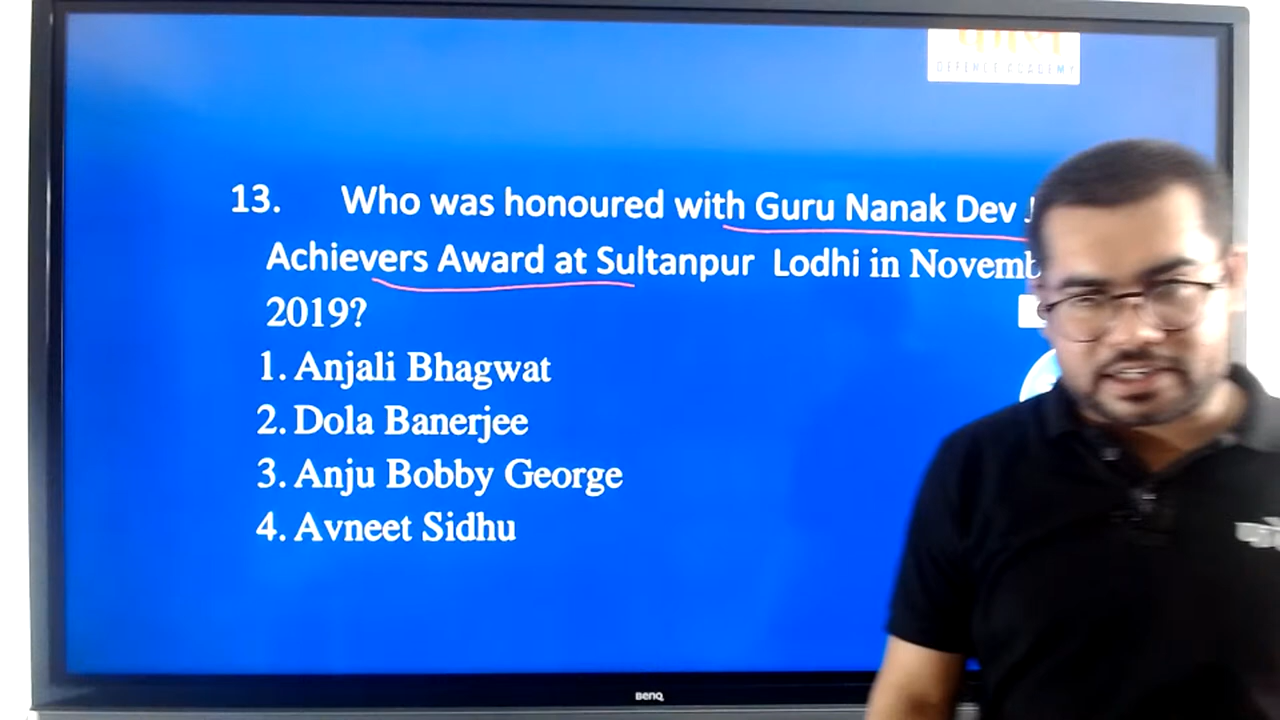 DEFENCE ACADEMY
13. Who was honoured with Guru Nanak Dev
Achievers Award at Sultanpur Lodhi in Novemb
2019?
1. Anjali Bhagwat
2. Dola Banerjee
3. Anju Bobby George
4. Avneet Sidhu
BenQ